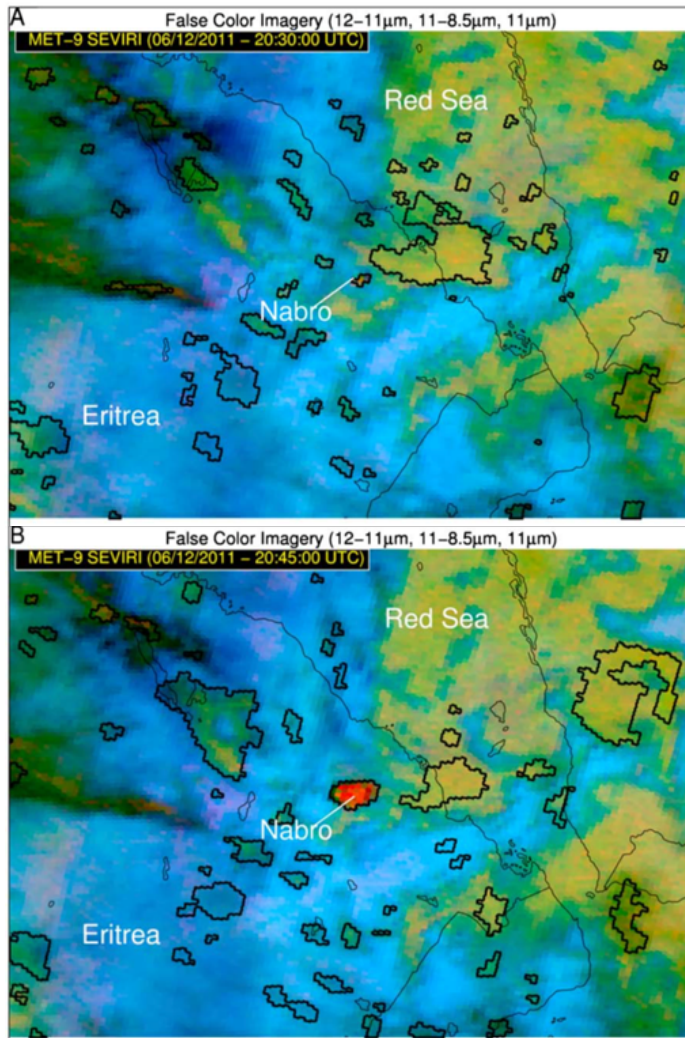 A
False Color Imagery (12-11μm, 11-8.5μm, 11μm)
MET-9 SEVIRI (06/12/2011 - 20:30:00 UTC)
Red Sea
Nabro
Eritrea
B
False Color Imagery (12-11μm, 11-8.5μm, 11μm)
MET-9 SEVIRI (06/12/2011 - 20:45:00 UTC)
Red Sea
Nabro
Eritrea